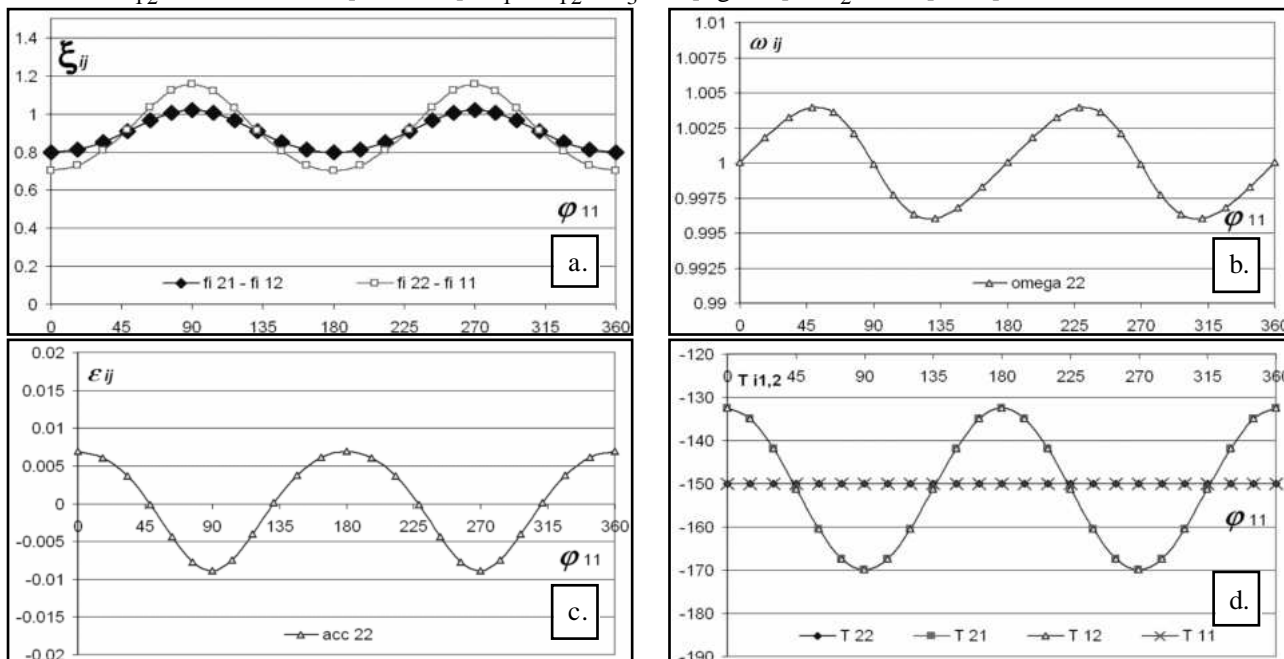 ξij
1.4
1.2
1
0.8
0.6
0.4
0.2
0
φ 11
a.
fi 21 - fi 12
fi 22 - fi 11
0 45 90 135 180 225 270 315 360
ω ij
1.01
1.0075
1.005
1.0025
1
0.9975
0.995
0.9925
0.99
φ 11
b.
omega 22
0 45 90 135 180 225 270 315 360
0.02
ε ij
0.015
0.01
0.005
0
0 45 90 135 180 225 270 315 360
-0.005
φ 11
-0.01
-0.015
c.
acc 22
-0.02
-120
0 45 90 135 180 225 270 315 360
T i1,2
-130
-140
-150
φ 11
-160
-170
d.
-180
T 22 T 21 T 12 T 11
-190